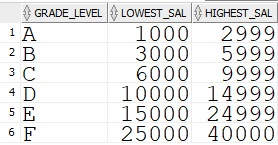 GRADE_LEVEL LOWEST_SAL HIGHEST_SAL
1 A 1000 2999
2 B 3000 5999
3 C 6000 9999
4 D 10000 14999
5 E 15000 24999
6 F 25000 40000